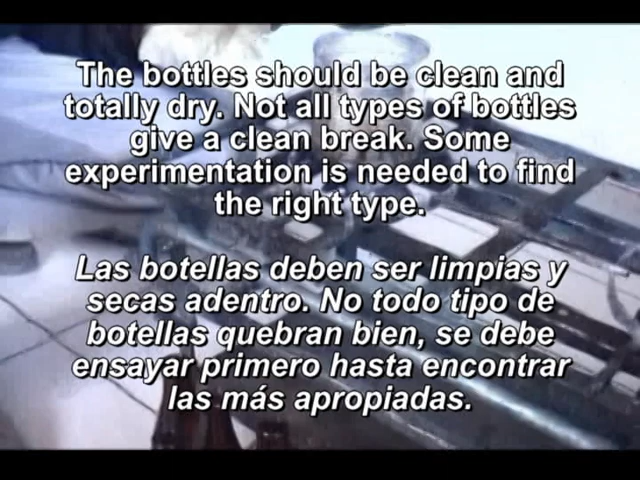 The bottles should be clean and
totally dry. Not all types of bottles
give a clean break. Some
experimentation is needed to find
the right type.
Las botellas deben ser limpias y
secas adentro. No todo tipo de
botellas quebran bien, se debe
ensayar primero hasta encontrar
las más apropiadas.